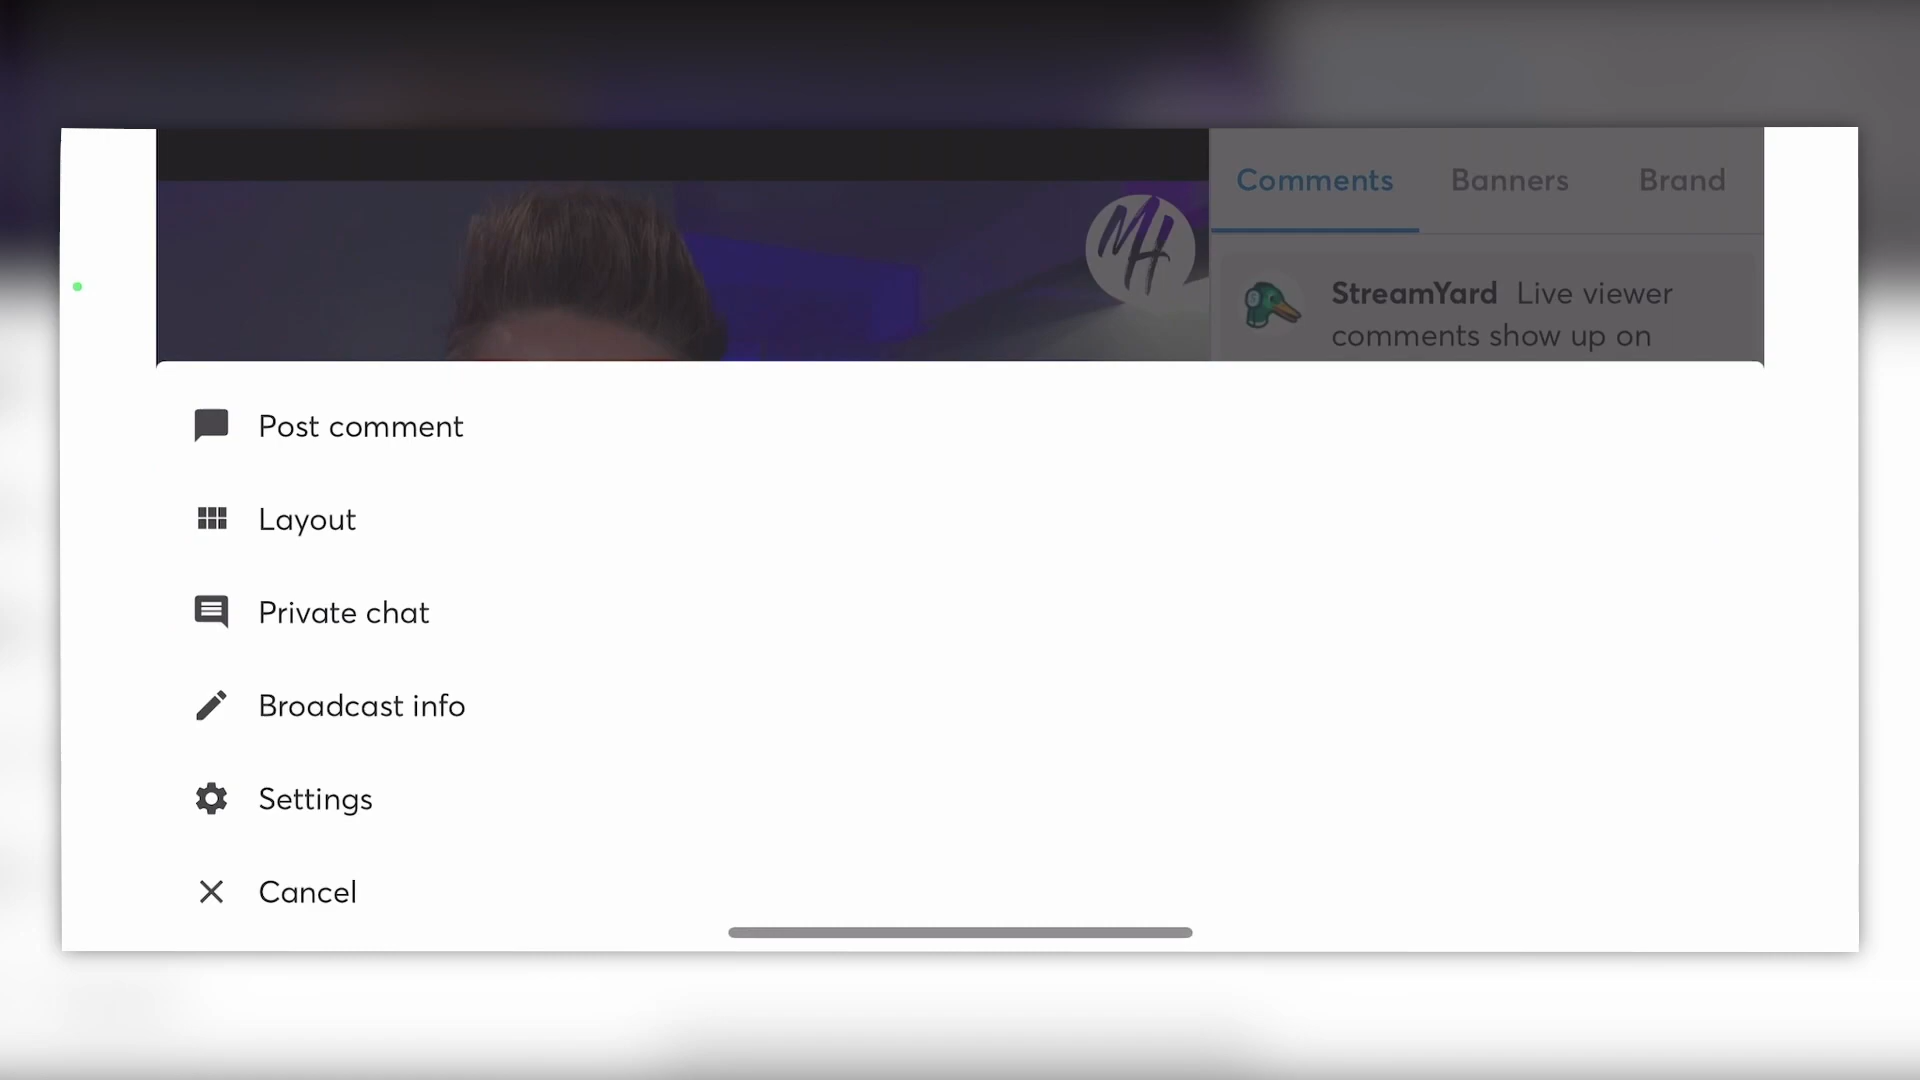 Comments Banners Brand
MH
StreamYard Live viewer
comments show up on
Post comment
Layout
Private chat
Broadcast info
Settings
Cancel